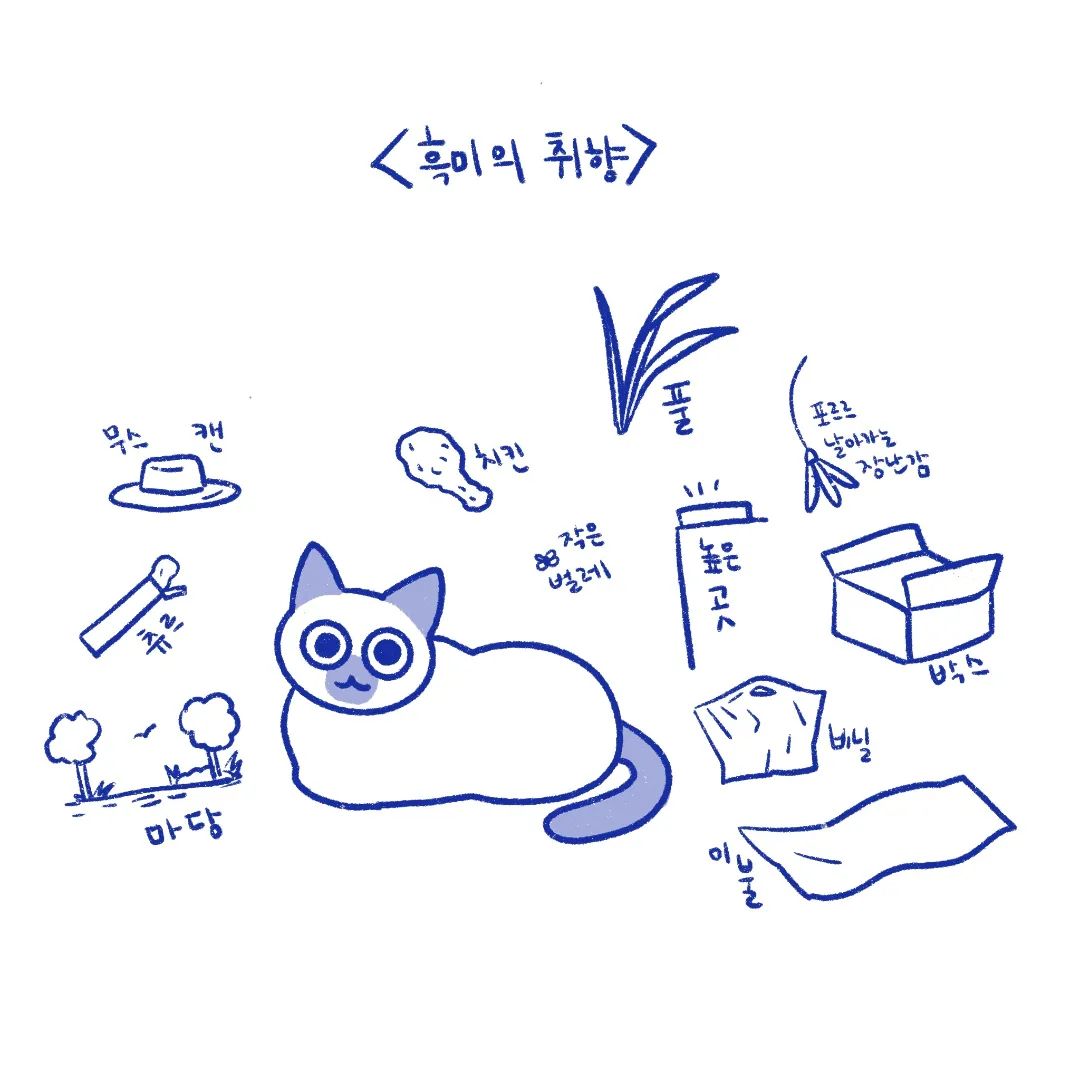 <흑미의 취향>
풀
포르르
날아가는
장난감
무스 캔
치킨
작은
벌레
높은
곳
츄르
박스
비닐
마당
이불